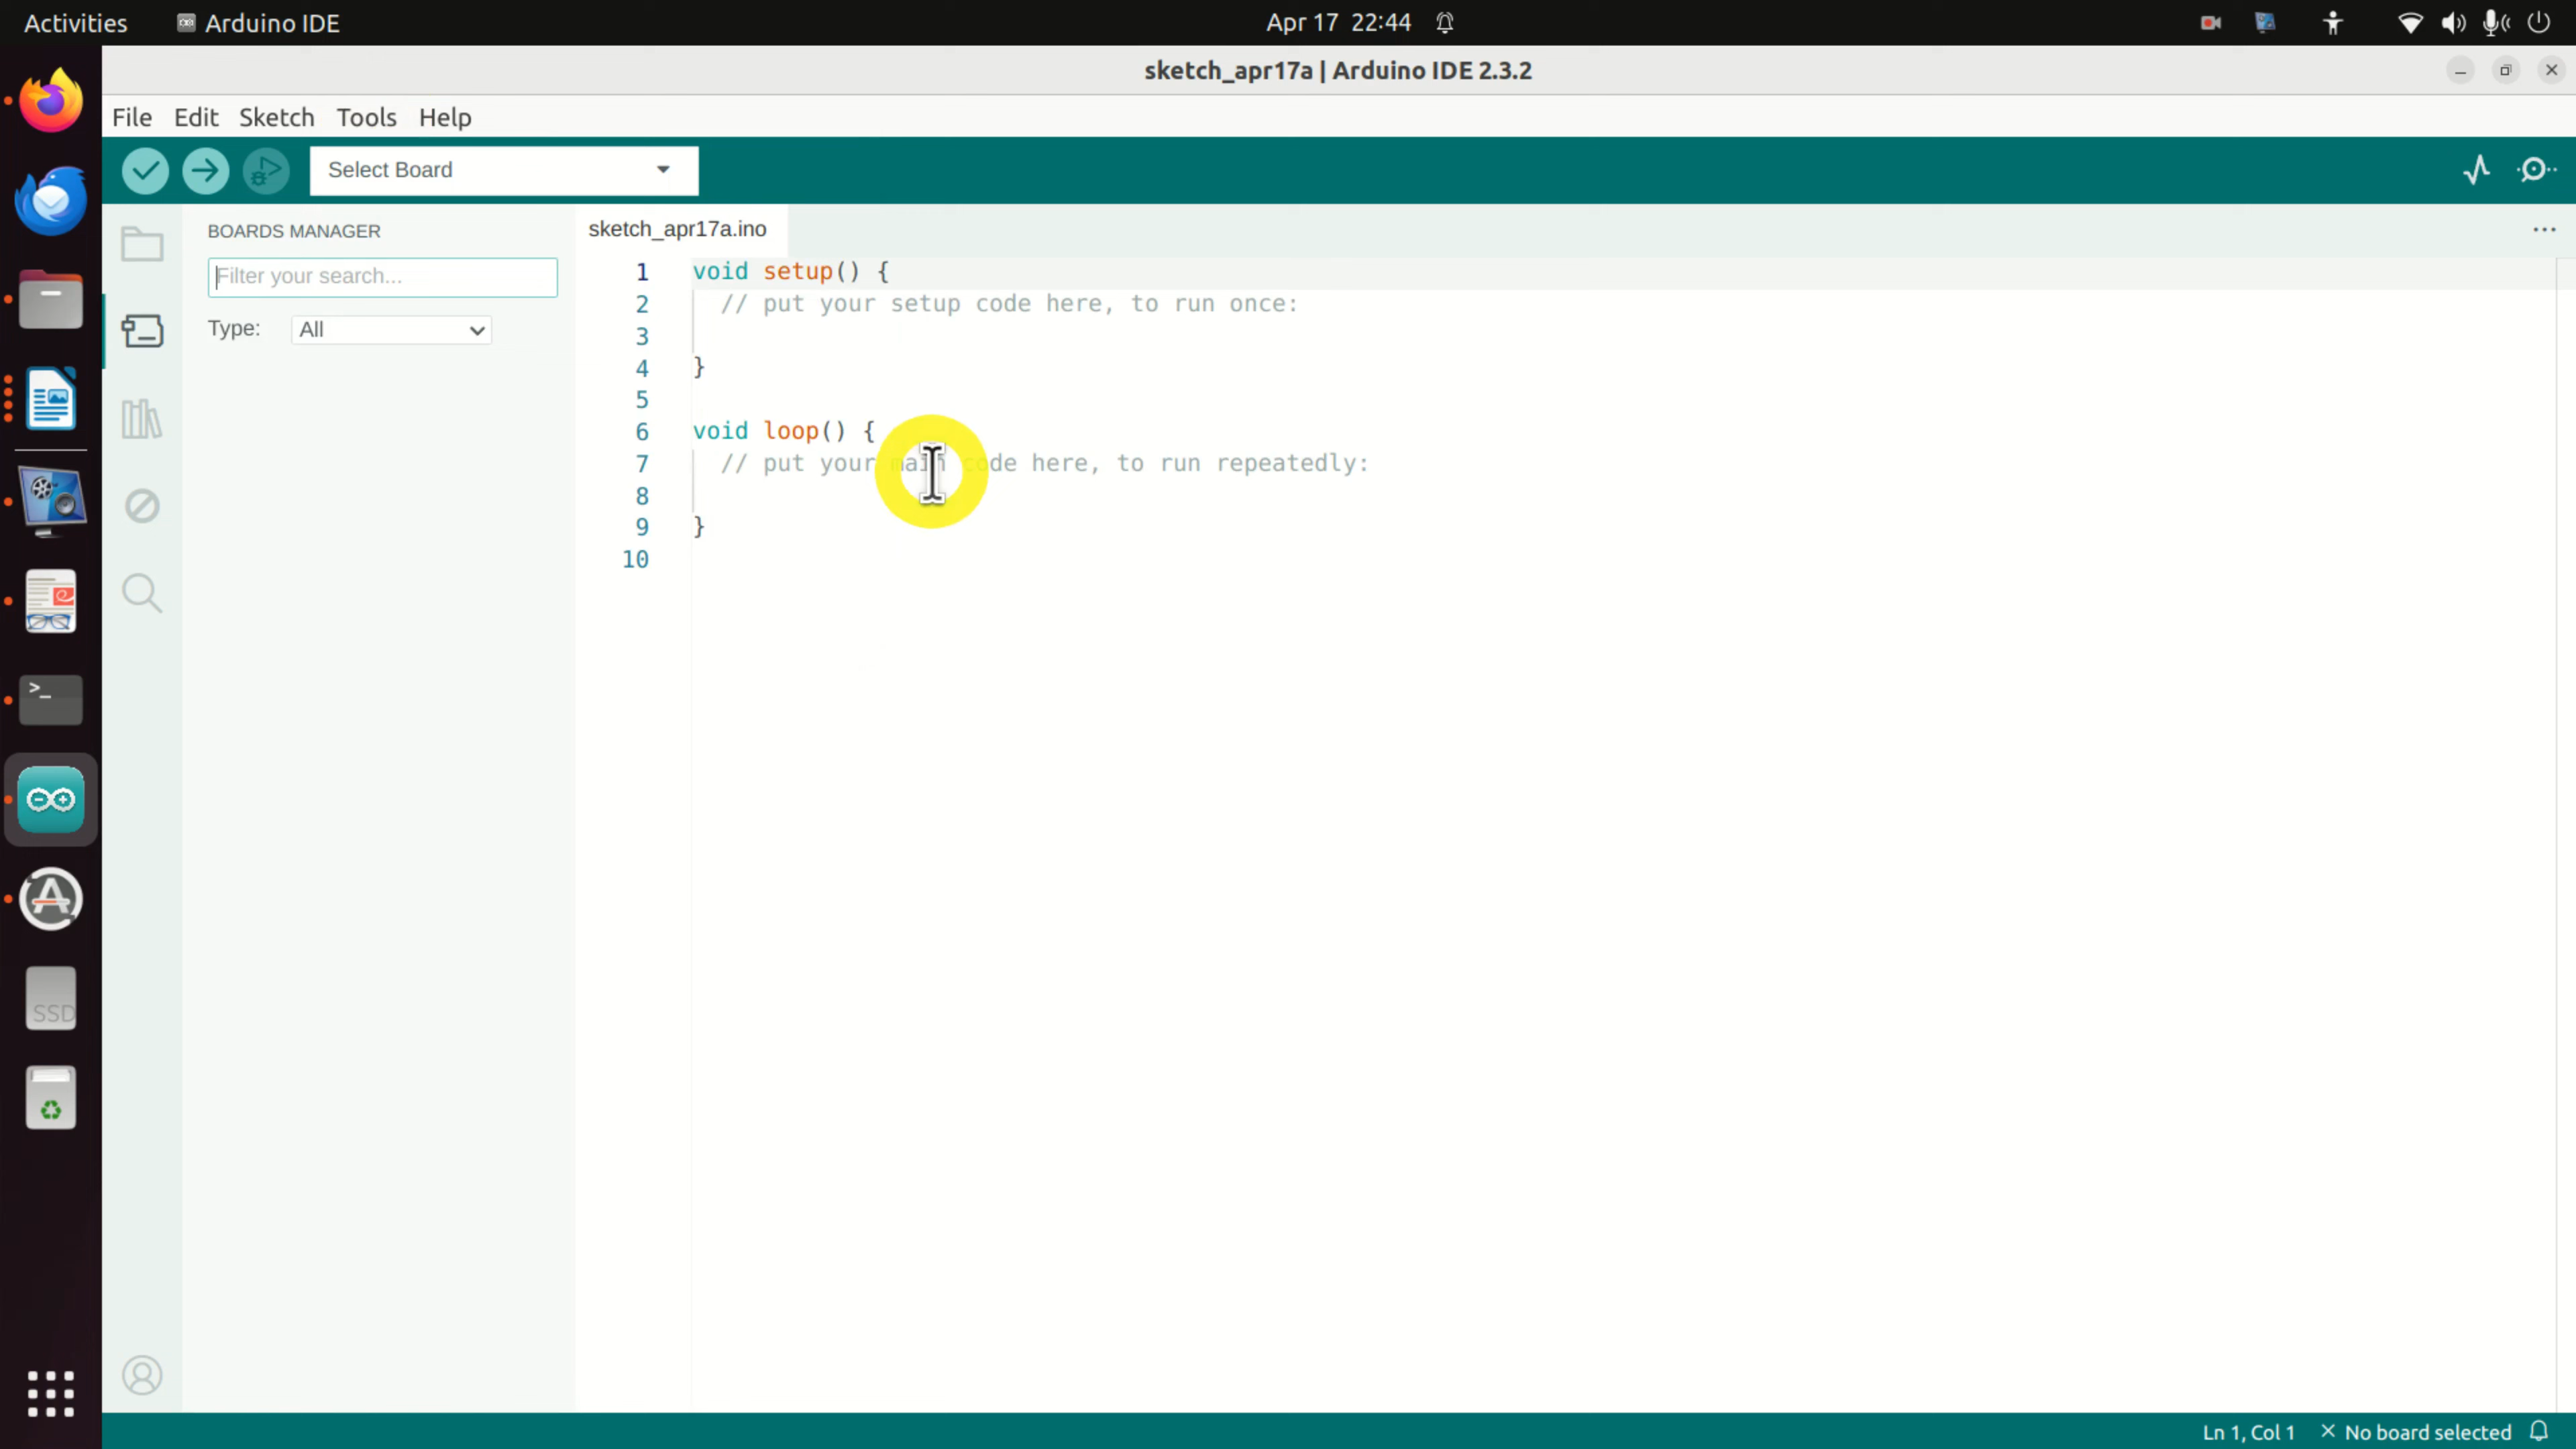 Activities
Arduino IDE
Apr 17 22:44
sketch_apr17a | Arduino IDE 2.3.2
File Edit Sketch Tools Help
Select Board
BOARDS MANAGER
Filter your search...
Type: All
sketch_apr17a.ino
1 void setup() {
2 // put your setup code here, to run once:
3
4 }
5
6 void loop() {
7 // put your main code here, to run repeatedly:
8
9 }
10
>_
SSD
Ln 1, Col 1
No board selected